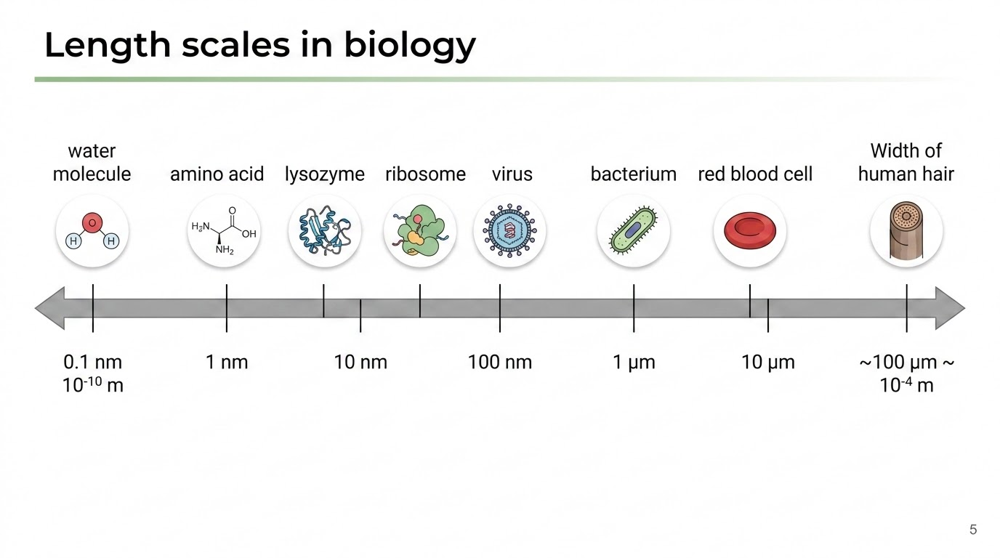 Length scales in biology
water
molecule
amino acid
lysozyme
ribosome
virus
bacterium
red blood cell
Width of
human hair
O
H
H
O
H₂N
OH
NH₂
0.1 nm
10⁻¹⁰ m
1 nm
10 nm
100 nm
1 µm
10 µm
~100 µm ~
10⁻⁴ m
5